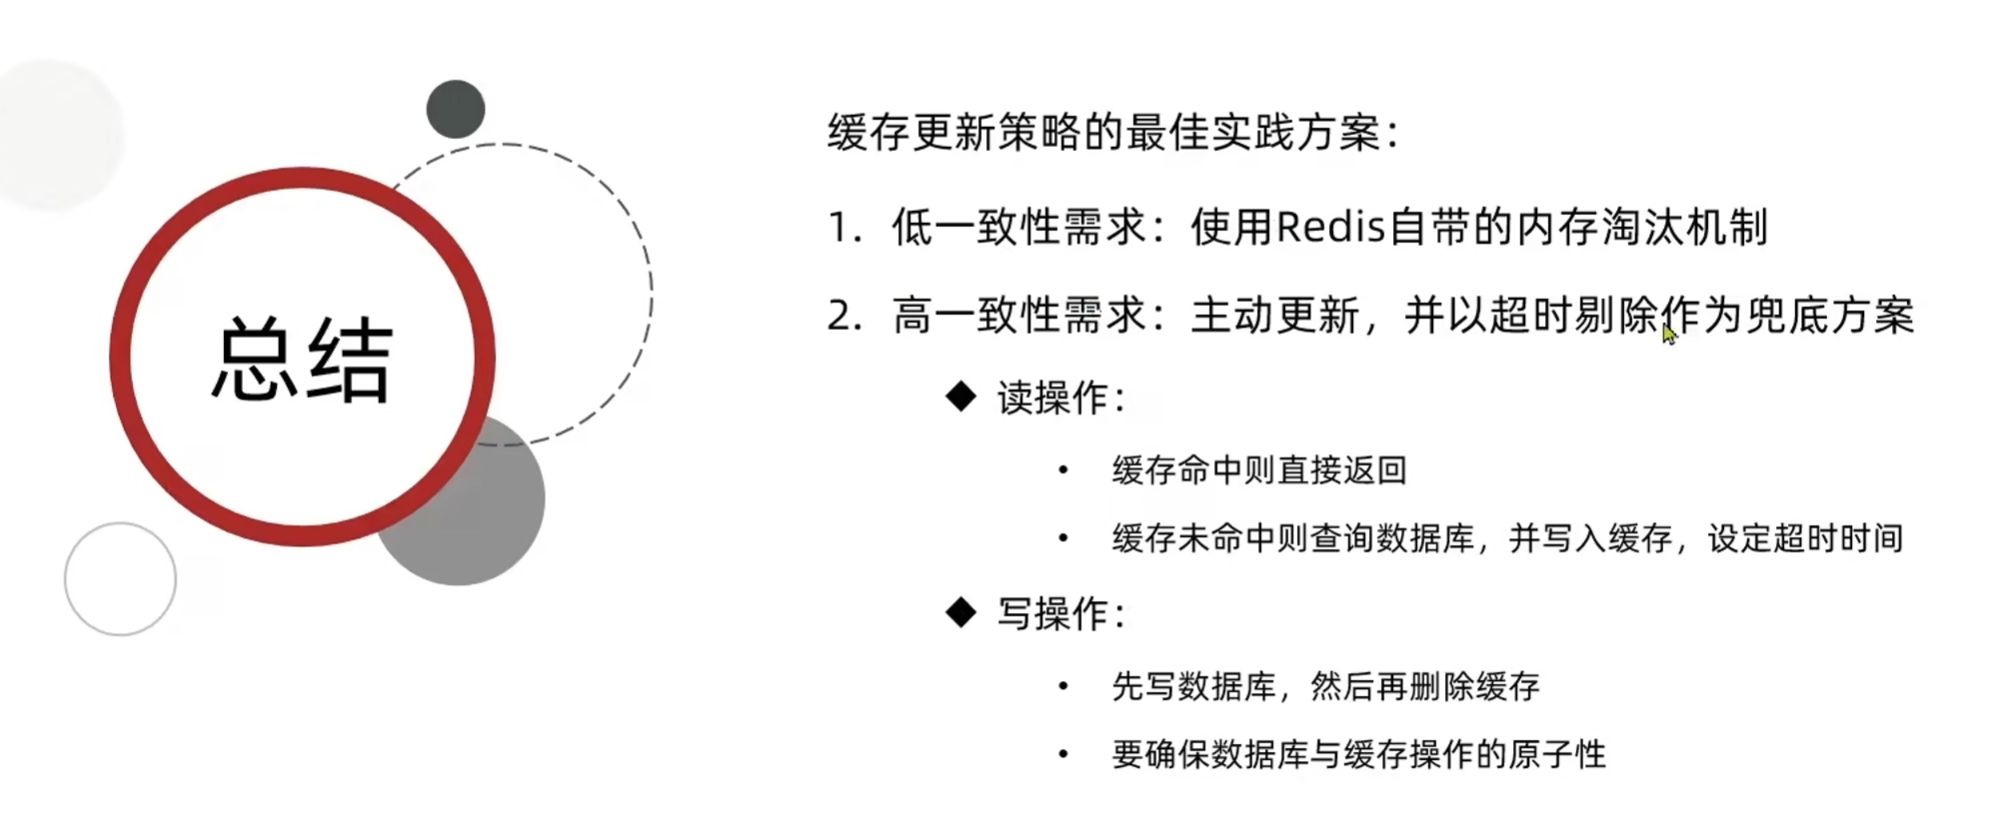 总结
缓存更新策略的最佳实践方案：
1. 低一致性需求：使用Redis自带的内存淘汰机制
2. 高一致性需求：主动更新，并以超时剔除作为兜底方案
◆ 读操作：
• 缓存命中则直接返回
• 缓存未命中则查询数据库，并写入缓存，设定超时时间
◆ 写操作：
• 先写数据库，然后再删除缓存
• 要确保数据库与缓存操作的原子性